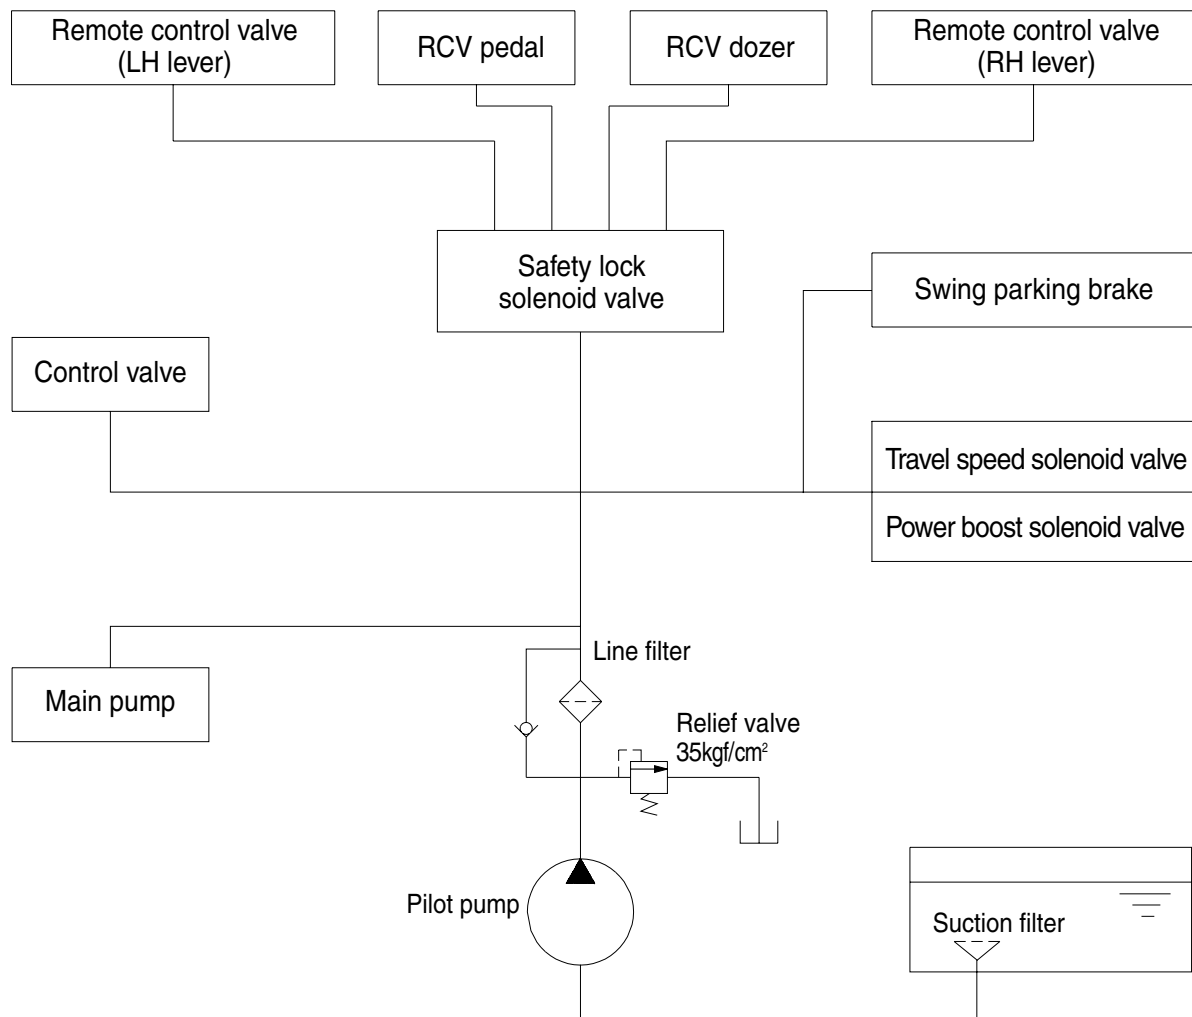 Remote control valve
(LH lever)
RCV pedal
RCV dozer
Remote control valve
(RH lever)
Safety lock
solenoid valve
Swing parking brake
Control valve
Travel speed solenoid valve
Power boost solenoid valve
Line filter
Main pump
Relief valve
35kgf/cm²
Pilot pump
Suction filter